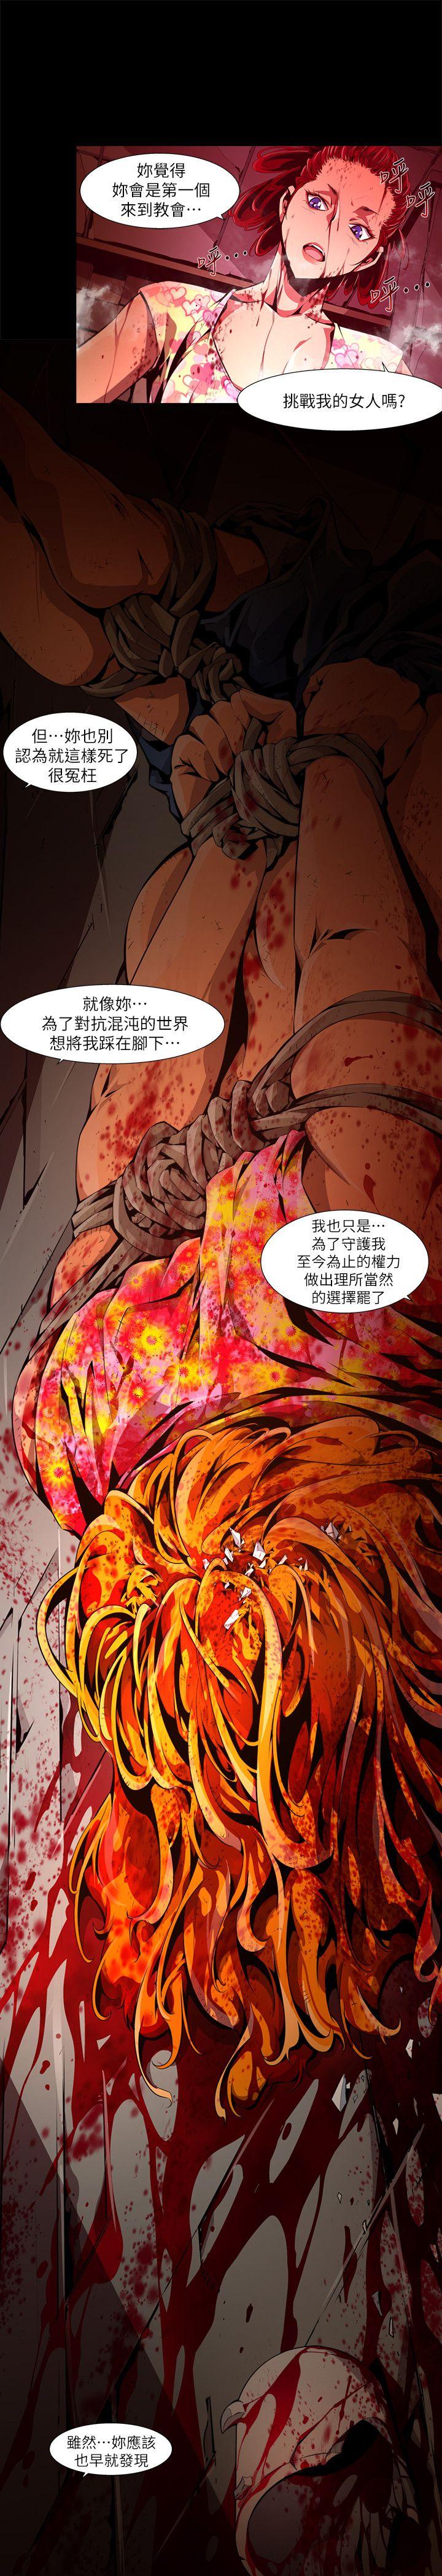 妳覺得
妳會是第一個
來到教會…
呼
呼
呼…
呼…
挑戰我的女人嗎?
但…妳也別
認為就這樣死了
很冤枉
就像妳…
為了對抗混沌的世界
想將我踩在腳下…
我也只是…
為了守護我
至今為止的權力
做出理所當然
的選擇罷了
雖然…妳應該
也早就發現